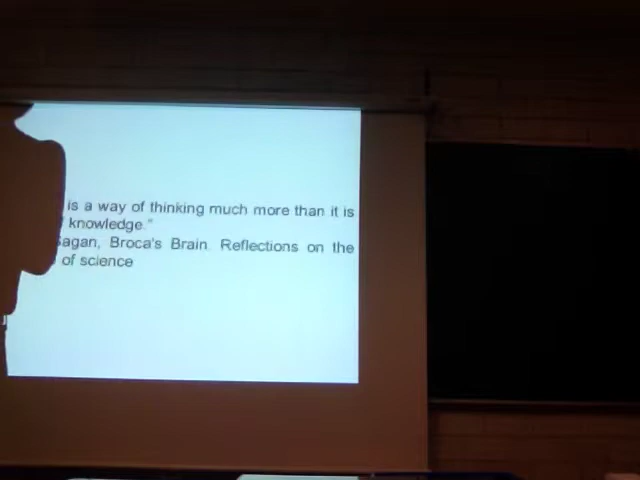 is a way of thinking much more than it is
knowledge."
Sagan, Broca's Brain. Reflections on the
of science